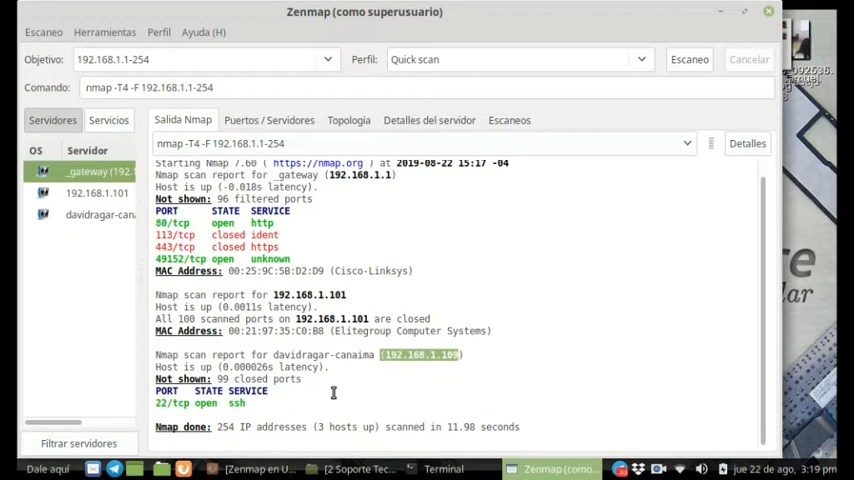 Zenmap (como superusuario)
Escaneo Herramientas Perfil Ayuda (H)
Objetivo: 192.168.1.1-254 Perfil: Quick scan Escaneo Cancelar
Comando: nmap -T4 -F 192.168.1.1-254
Servidores Servicios Salida Nmap Puertos / Servidores Topología Detalles del servidor Escaneos
OS Servidor nmap -T4 -F 192.168.1.1-254 Detalles
_gateway (192.1
192.168.1.101
davidragar-cana
Starting Nmap 7.60 ( https://nmap.org ) at 2019-08-22 15:17 -04
Nmap scan report for _gateway (192.168.1.1)
Host is up (-0.018s latency).
Not shown: 96 filtered ports
PORT STATE SERVICE
80/tcp open http
113/tcp closed ident
443/tcp closed https
49152/tcp open unknown
MAC Address: 00:25:9C:5B:D2:D9 (Cisco-Linksys)
Nmap scan report for 192.168.1.101
Host is up (0.0011s latency).
All 100 scanned ports on 192.168.1.101 are closed
MAC Address: 00:21:97:35:C0:B8 (Elitegroup Computer Systems)
Nmap scan report for davidragar-canaima (192.168.1.109)
Host is up (0.000026s latency).
Not shown: 99 closed ports
PORT STATE SERVICE
22/tcp open ssh
Nmap done: 254 IP addresses (3 hosts up) scanned in 11.98 seconds
Filtrar servidores
Dale aquí [Zenmap en U... [2 Soporte Tec... Terminal Zenmap (como... jue 22 de ago, 3:19 pm